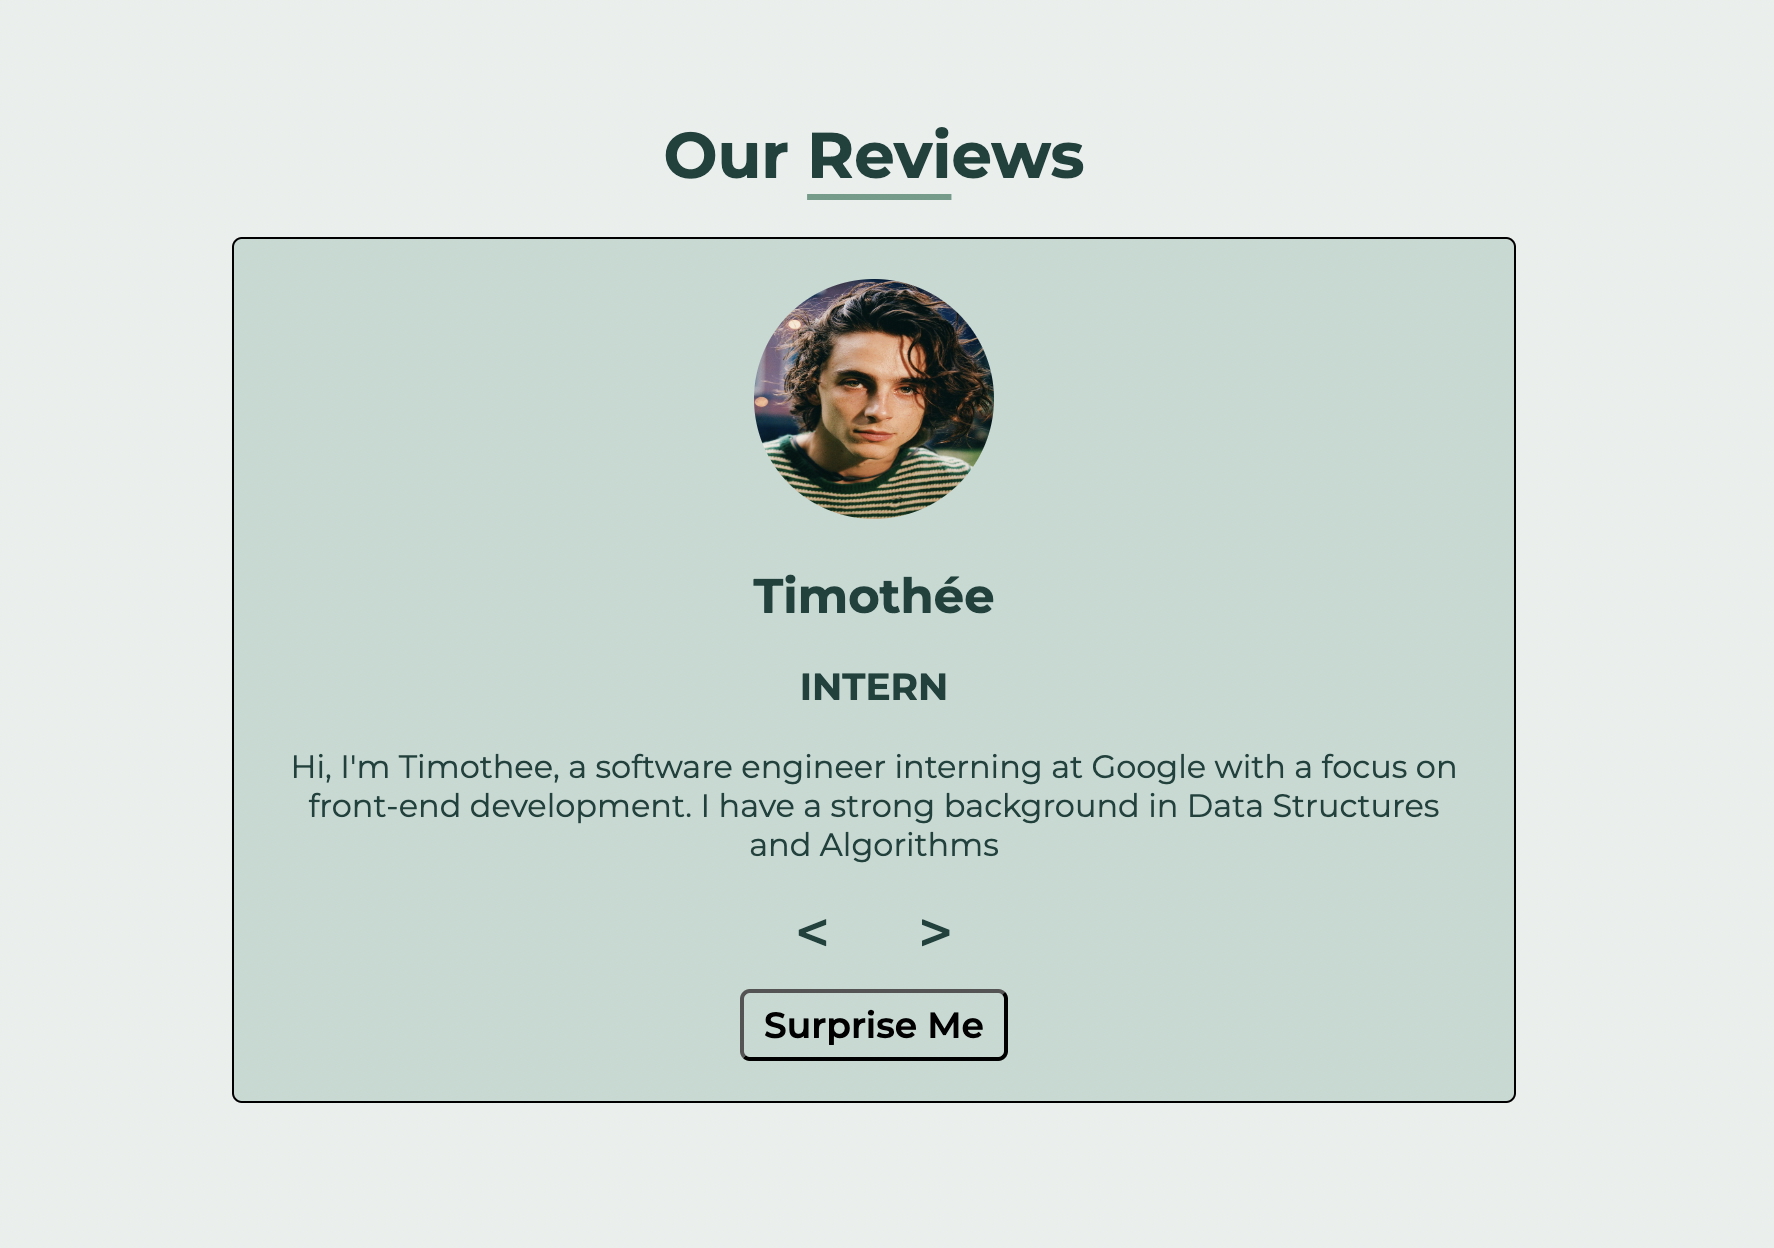 Our Reviews
Timothée
INTERN
Hi, I'm Timothee, a software engineer interning at Google with a focus on
front-end development. I have a strong background in Data Structures
and Algorithms
< >
Surprise Me